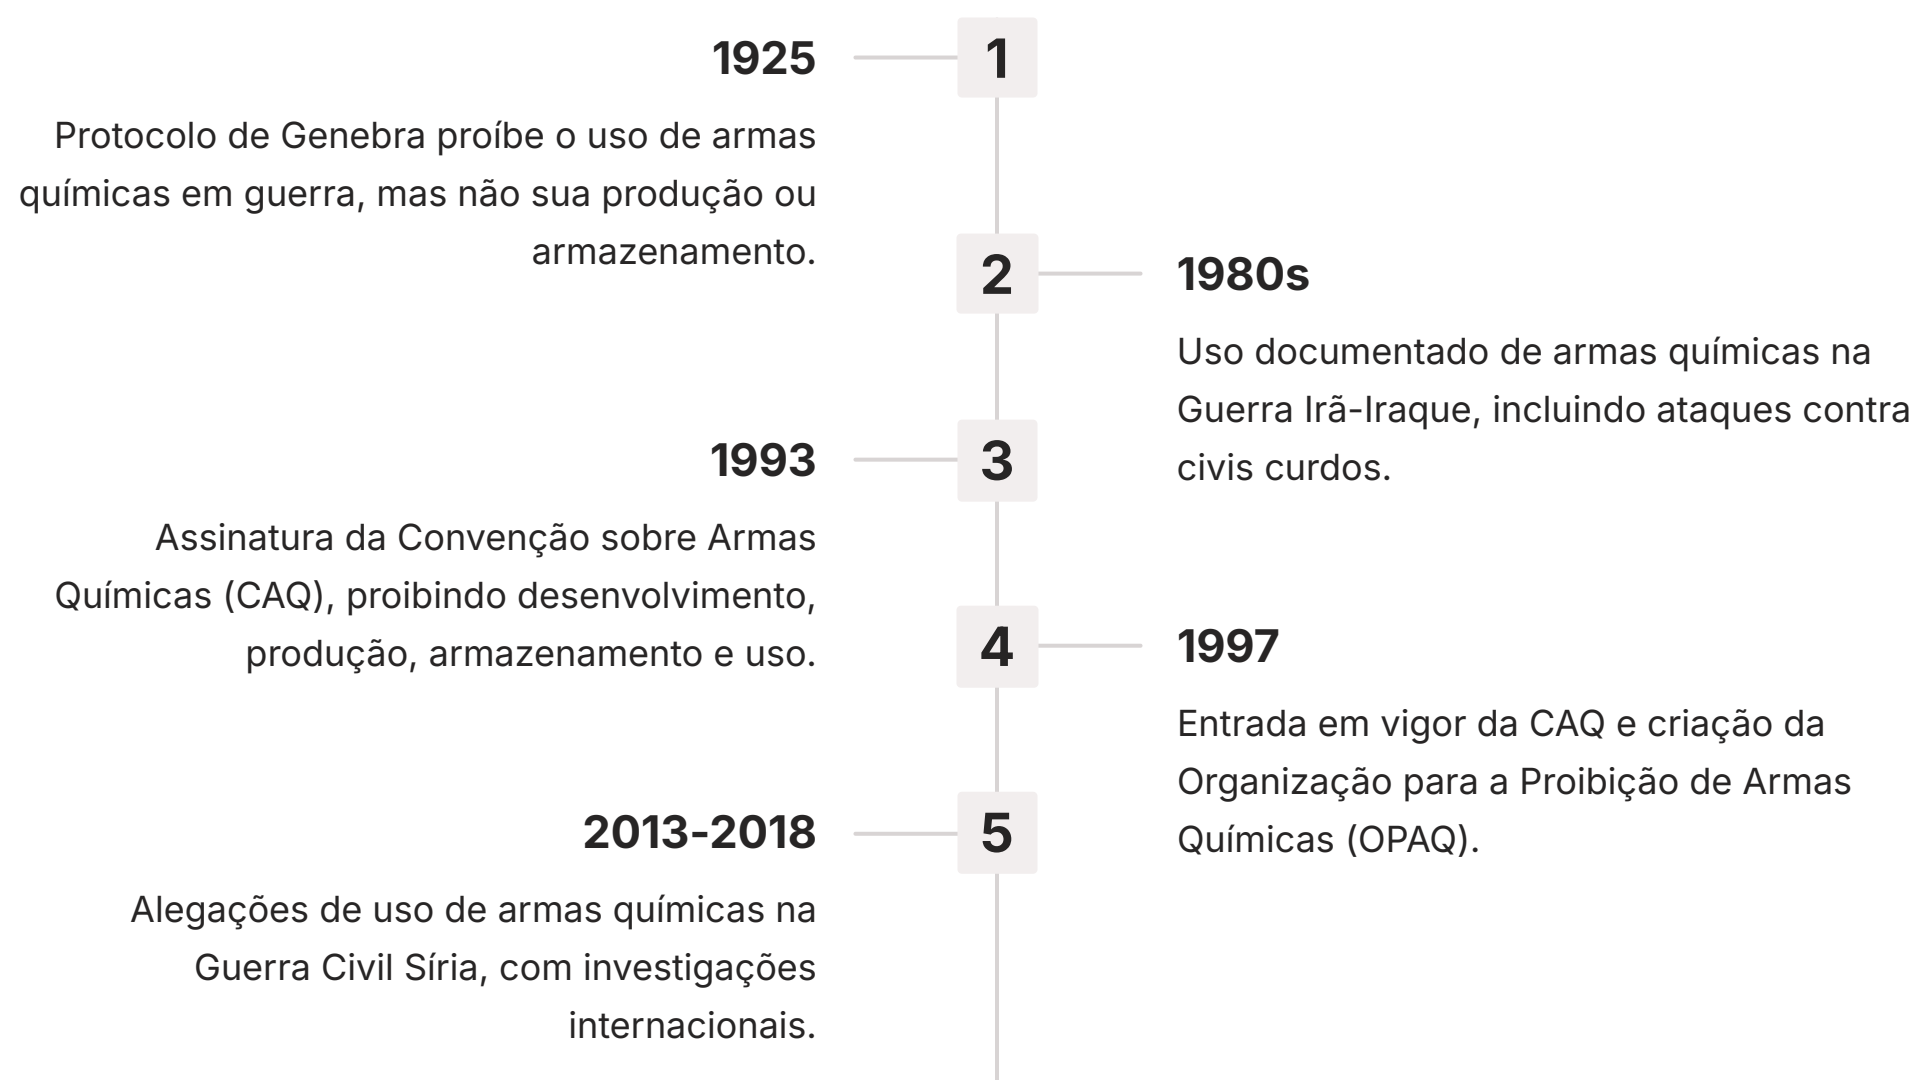 1925
1
Protocolo de Genebra proíbe o uso de armas
químicas em guerra, mas não sua produção ou
armazenamento.
2
1980s
Uso documentado de armas químicas na
Guerra Irã-Iraque, incluindo ataques contra
civis curdos.
1993
3
Assinatura da Convenção sobre Armas
Químicas (CAQ), proibindo desenvolvimento,
produção, armazenamento e uso.
4
1997
Entrada em vigor da CAQ e criação da
Organização para a Proibição de Armas
Químicas (OPAQ).
2013-2018
5
Alegações de uso de armas químicas na
Guerra Civil Síria, com investigações
internacionais.